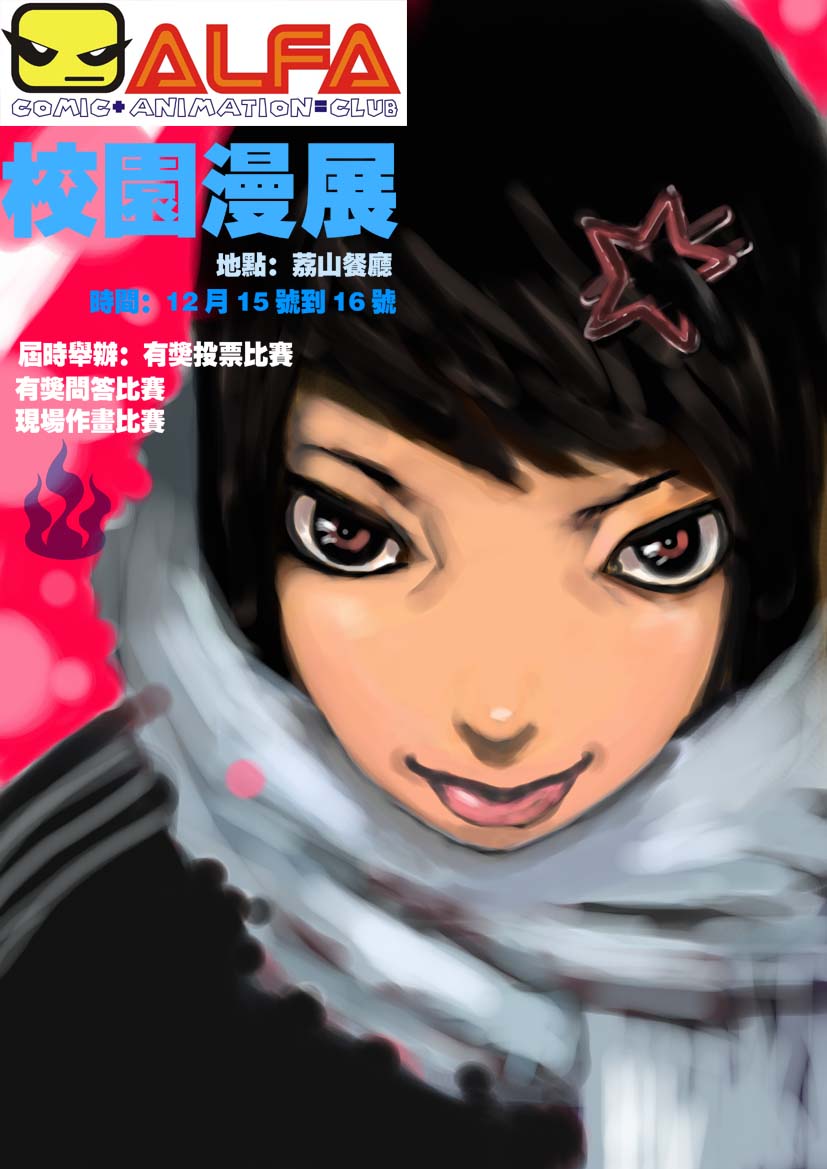 ALFA
COMIC+ANIMATION=CLUB
校園漫展
地點：荔山餐廳
時間：12月15號到16號
屆時舉辦：有獎投票比賽
有獎問答比賽
現場作畫比賽